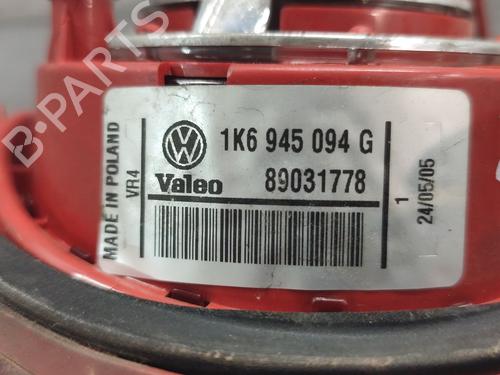 B-PARTS
MADE IN POLAND
VR4
1K6 945 094 G
Valeo 89031778
1
24/05/05